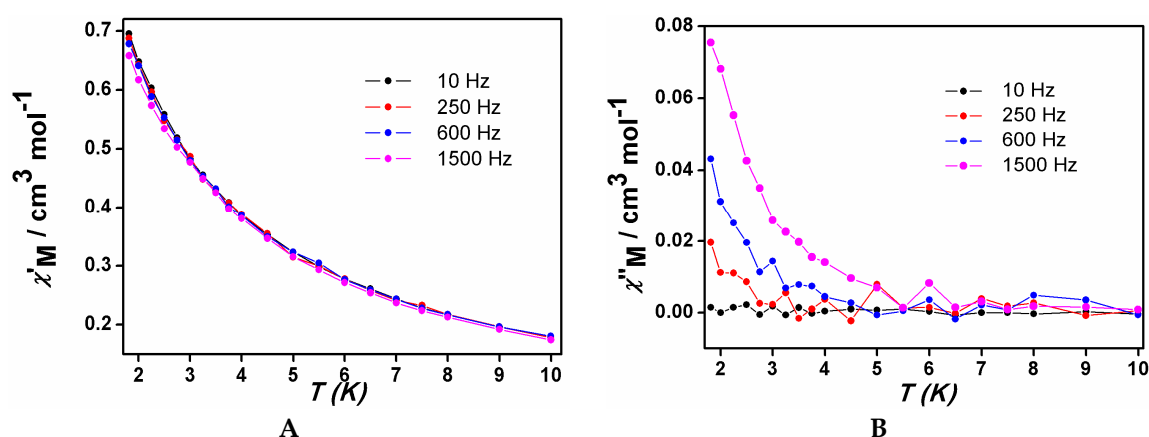 0.7
0.6
0.5
0.4
0.3
0.2
χ'M / cm3 mol-1
10 Hz
250 Hz
600 Hz
1500 Hz
2 3 4 5 6 7 8 9 10
T (K)
A
0.08
0.06
0.04
0.02
0.00
χ"M / cm3 mol-1
10 Hz
250 Hz
600 Hz
1500 Hz
2 3 4 5 6 7 8 9 10
T (K)
B